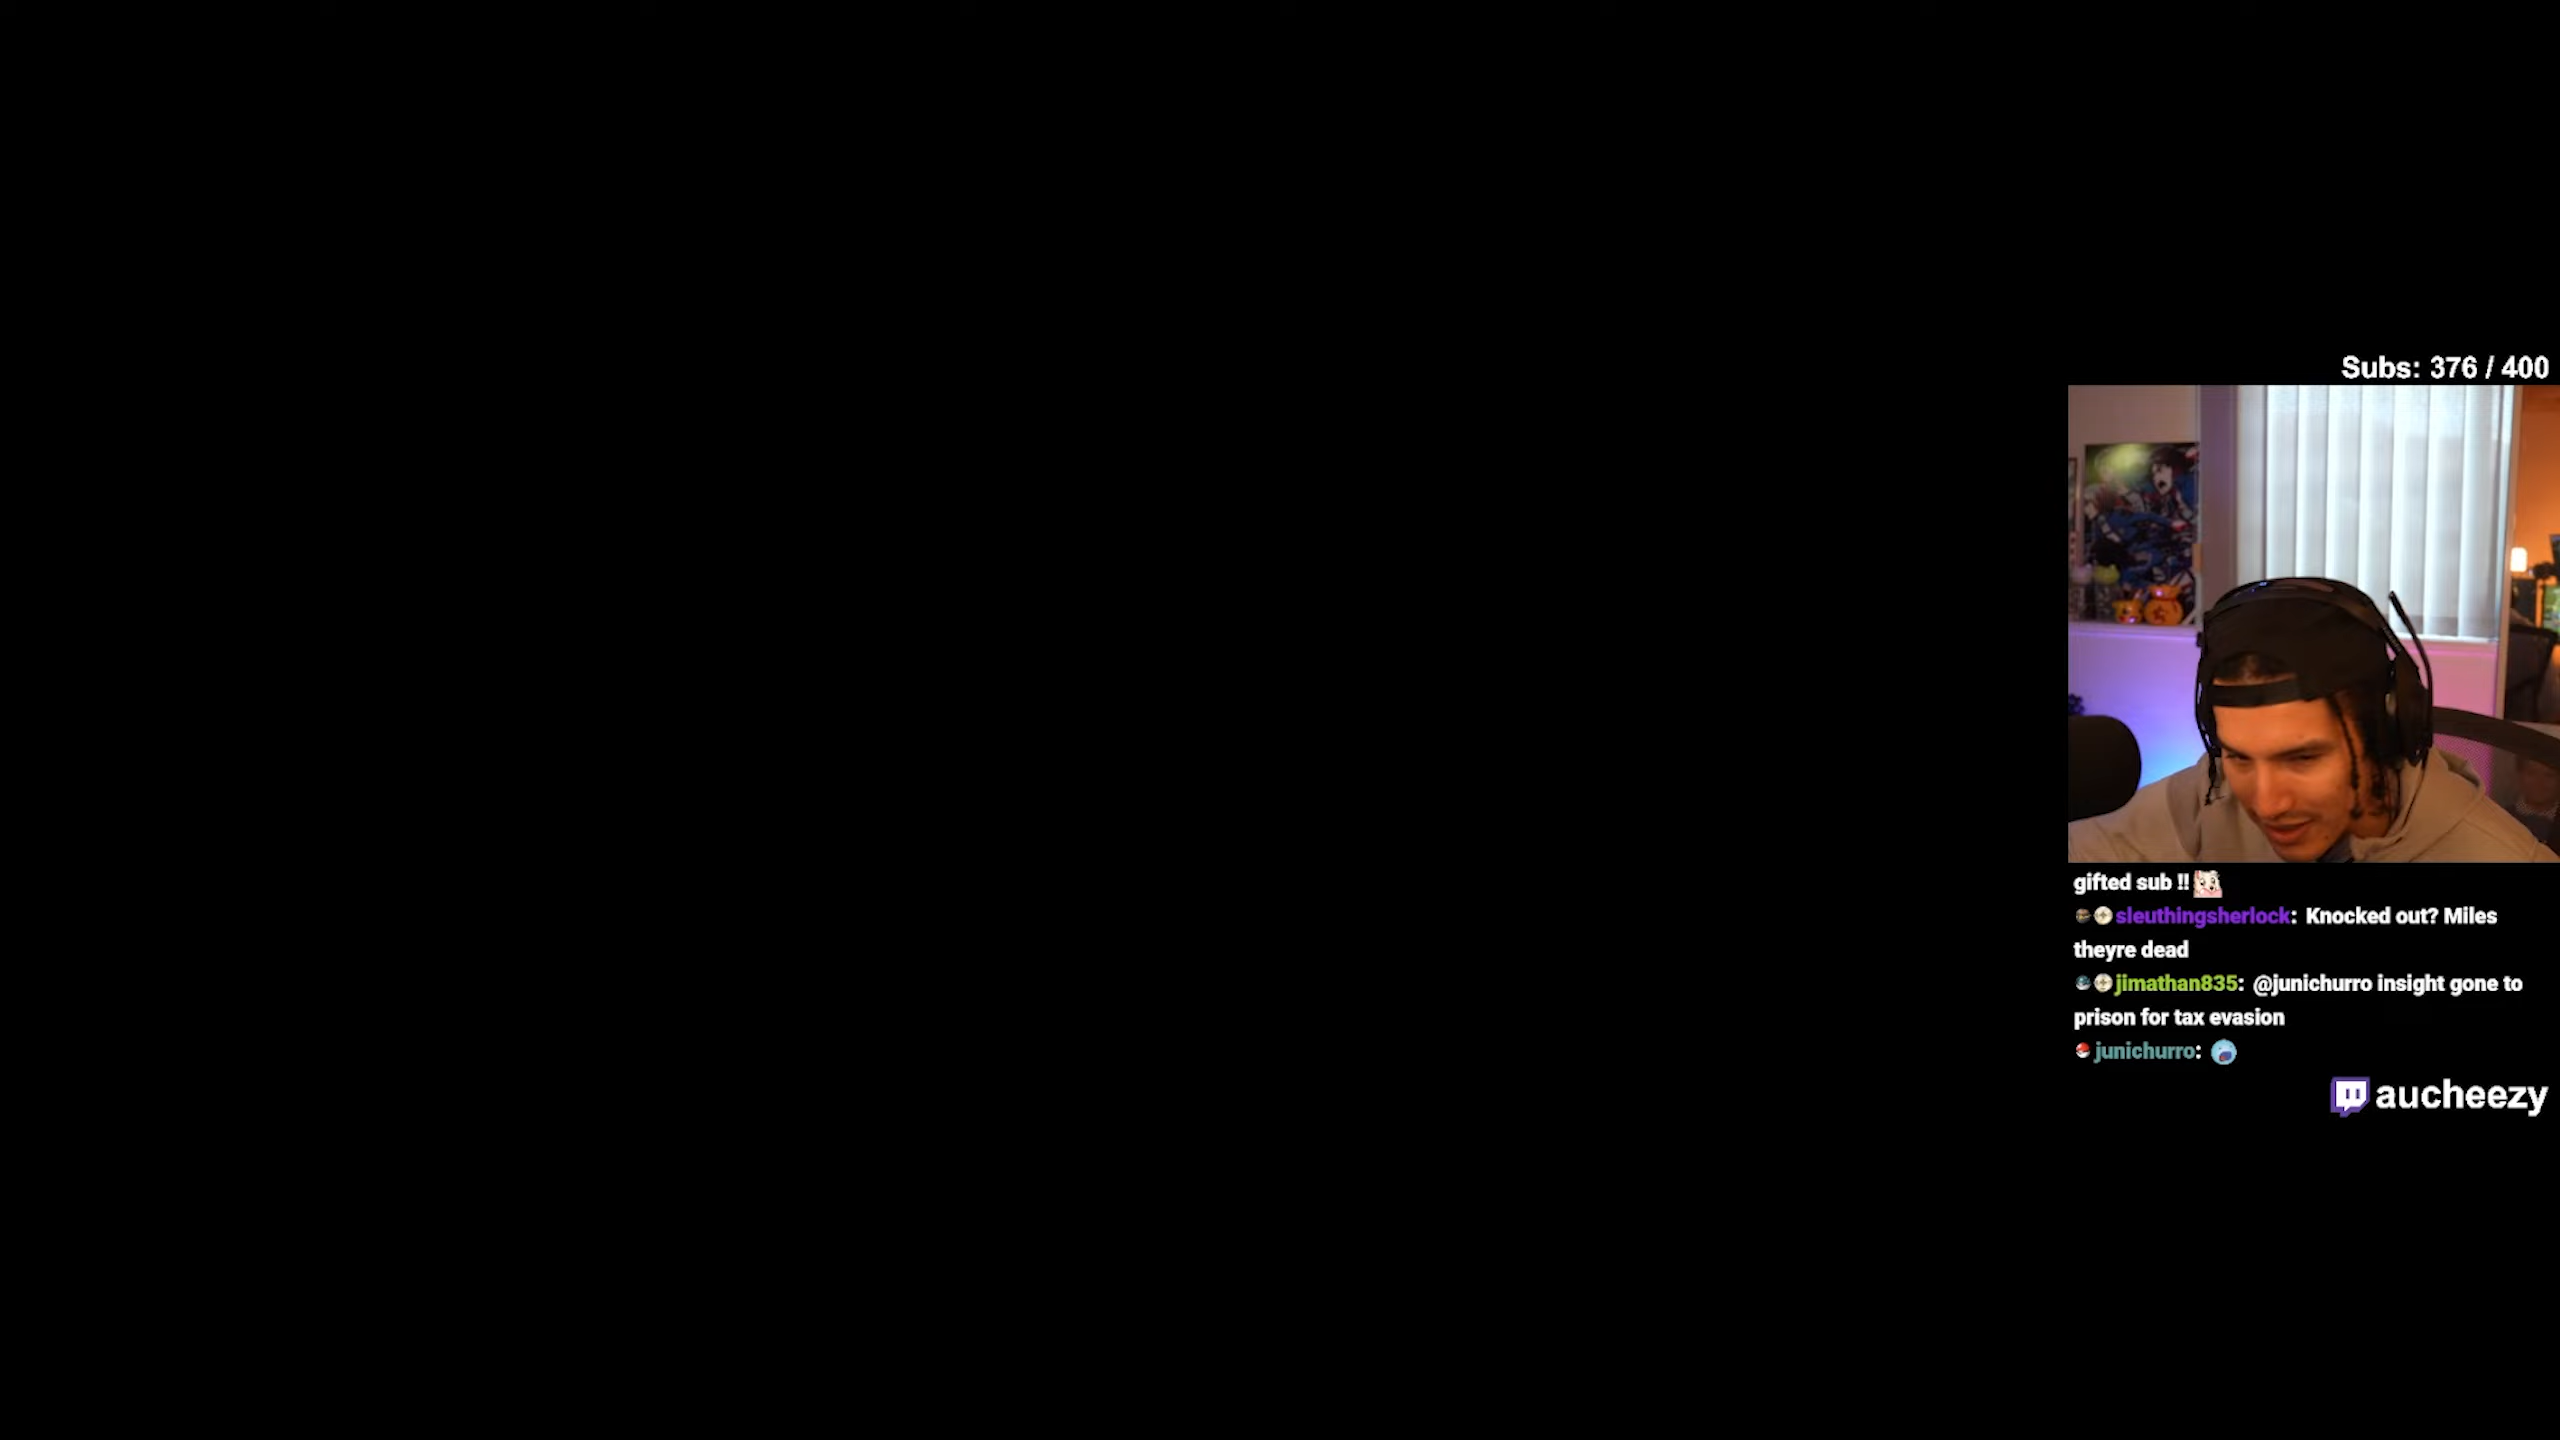 Subs: 376 / 400
gifted sub !!
sleuthingsherlock: Knocked out? Miles
theyre dead
jimathan835: @junichurro insight gone to
prison for tax evasion
junichurro:
aucheezy